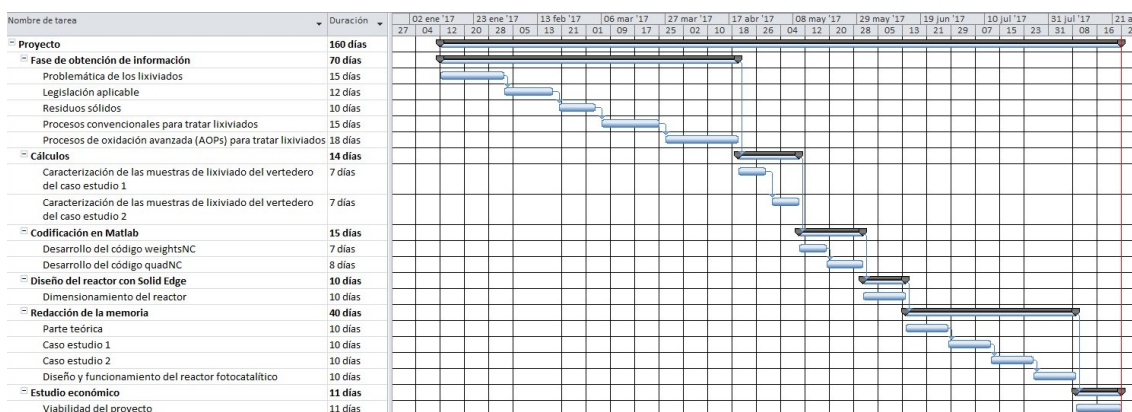 Nombre de tarea Duración 02 ene '17 23 ene '17 13 feb '17 06 mar '17 27 mar '17 17 abr '17 08 may '17 29 may '17 19 jun '17 10 jul '17 31 jul '17 21 a
27 04 12 20 28 05 13 21 01 09 17 25 02 10 18 26 04 12 20 28 05 13 21 29 07 15 23 31 08 16 2
Proyecto 160 días
Fase de obtención de información 70 días
Problemática de los lixiviados 15 días
Legislación aplicable 12 días
Residuos sólidos 10 días
Procesos convencionales para tratar lixiviados 15 días
Procesos de oxidación avanzada (AOPs) para tratar lixiviados 18 días
Cálculos 14 días
Caracterización de las muestras de lixiviado del vertedero 7 días
del caso estudio 1
Caracterización de las muestras de lixiviado del vertedero 7 días
del caso estudio 2
Codificación en Matlab 15 días
Desarrollo del código weightsNC 7 días
Desarrollo del código quadNC 8 días
Diseño del reactor con Solid Edge 10 días
Dimensionamiento del reactor 10 días
Redacción de la memoria 40 días
Parte teórica 10 días
Caso estudio 1 10 días
Caso estudio 2 10 días
Diseño y funcionamiento del reactor fotocatalítico 10 días
Estudio económico 11 días
Viabilidad del proyecto 11 días